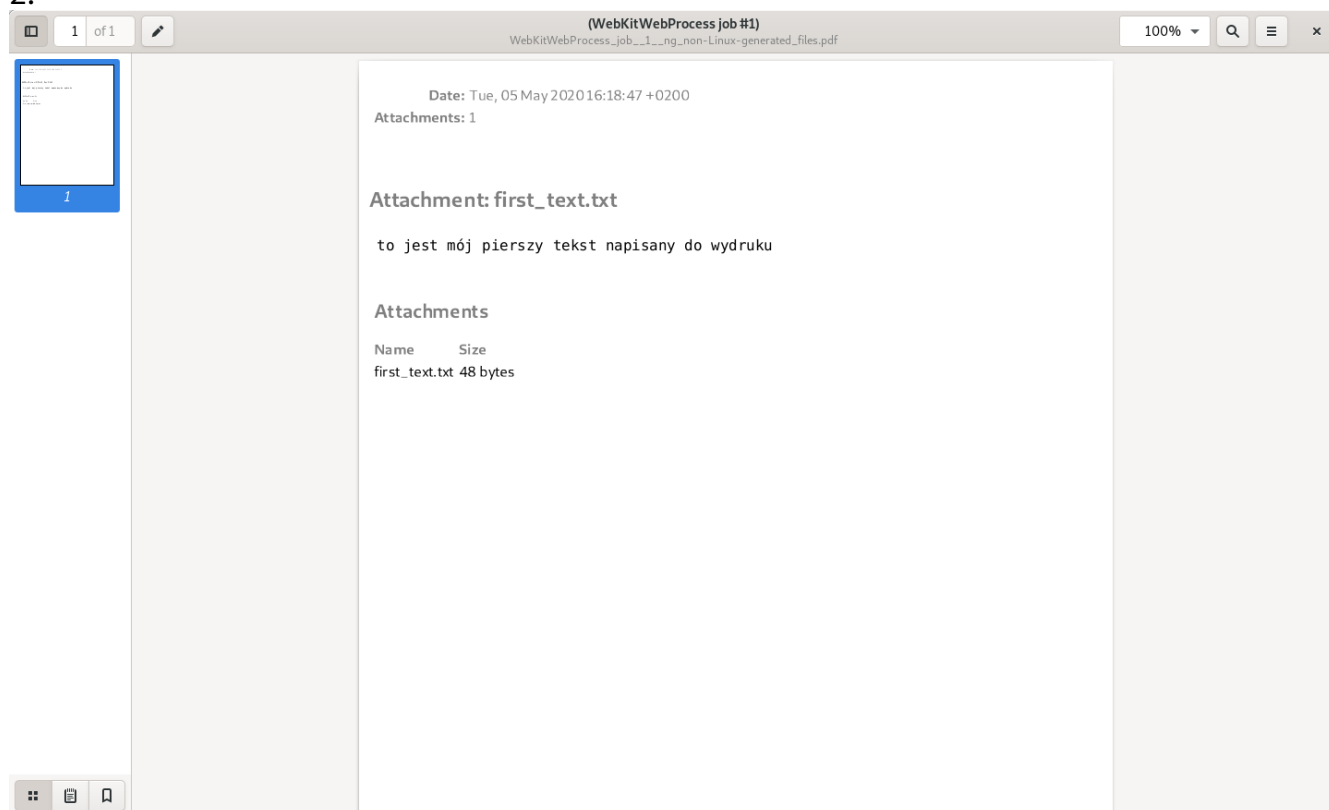 2.
1 of 1
(WebKitWebProcess job #1)
WebKitWebProcess_job__1__ng_non-Linux-generated_files.pdf
100%
Date: Tue, 05 May 2020 16:18:47 +0200
Attachments: 1
1
Attachment: first_text.txt
to jest mój pierszy tekst napisany do wydruku
Attachments
Name Size
first_text.txt 48 bytes